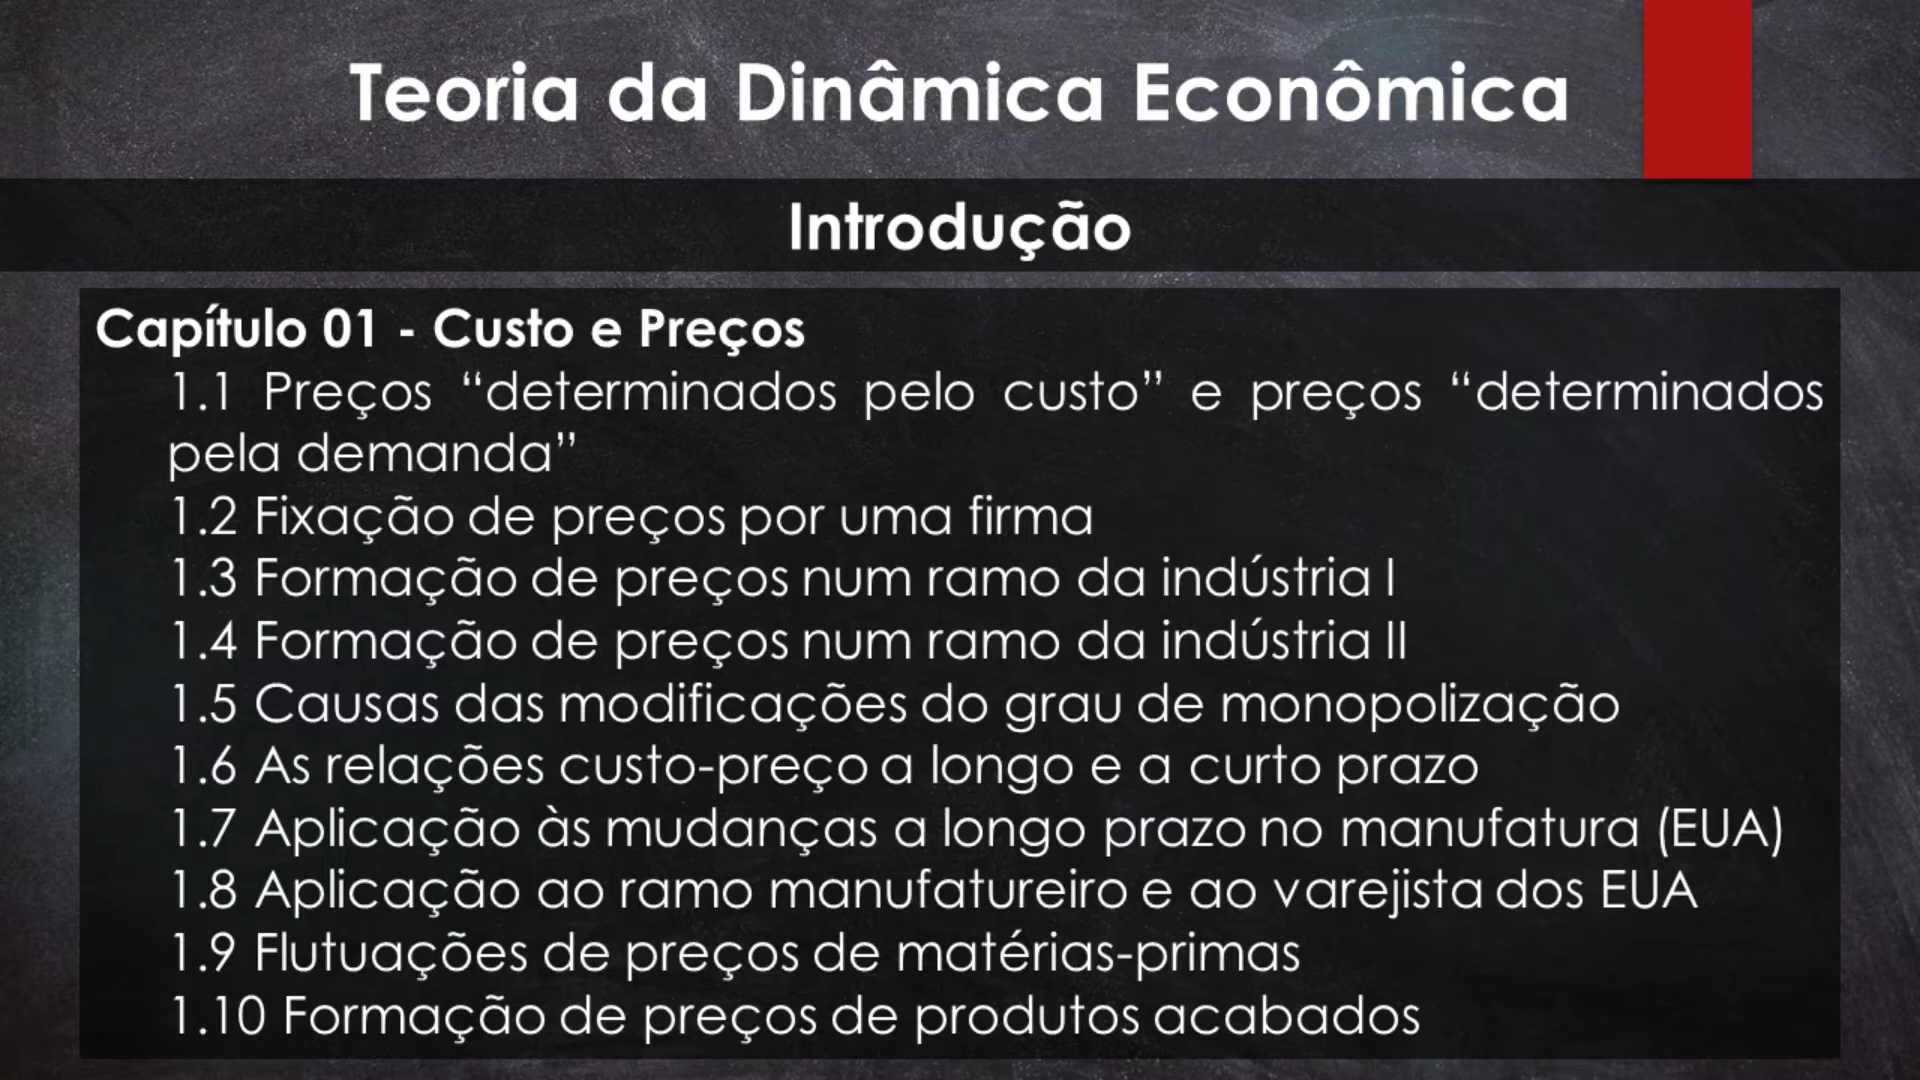 Teoria da Dinâmica Econômica
Introdução
Capítulo 01 - Custo e Preços
1.1 Preços “determinados pelo custo” e preços “determinados
pela demanda”
1.2 Fixação de preços por uma firma
1.3 Formação de preços num ramo da indústria I
1.4 Formação de preços num ramo da indústria II
1.5 Causas das modificações do grau de monopolização
1.6 As relações custo-preço a longo e a curto prazo
1.7 Aplicação às mudanças a longo prazo no manufatura (EUA)
1.8 Aplicação ao ramo manufatureiro e ao varejista dos EUA
1.9 Flutuações de preços de matérias-primas
1.10 Formação de preços de produtos acabados